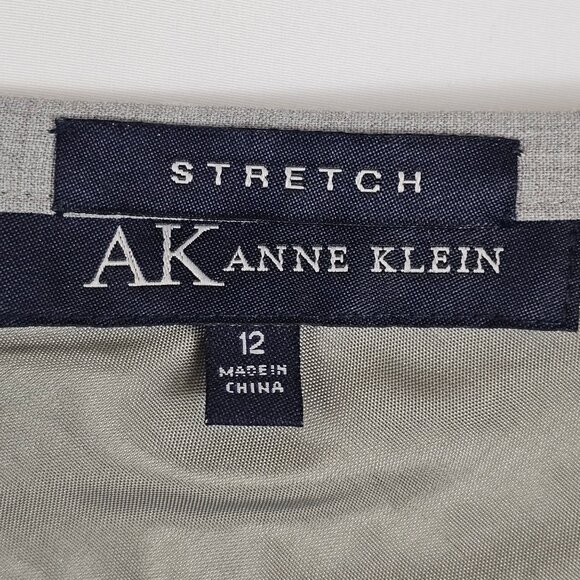 STRETCH
AK ANNE KLEIN
12
MADE IN
CHINA